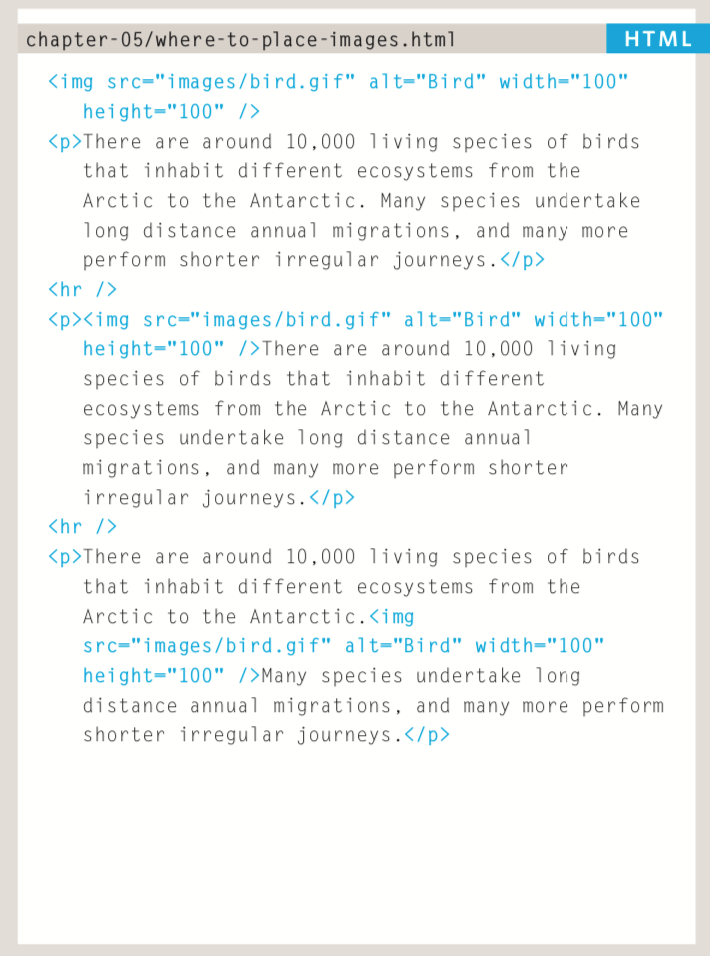 chapter-05/where-to-place-images.html HTML
<img src="images/bird.gif" alt="Bird" width="100"
height="100" />
<p>There are around 10,000 living species of birds
that inhabit different ecosystems from the
Arctic to the Antarctic. Many species undertake
long distance annual migrations, and many more
perform shorter irregular journeys.</p>
<hr />
<p><img src="images/bird.gif" alt="Bird" width="100"
height="100" />There are around 10,000 living
species of birds that inhabit different
ecosystems from the Arctic to the Antarctic. Many
species undertake long distance annual
migrations, and many more perform shorter
irregular journeys.</p>
<hr />
<p>There are around 10,000 living species of birds
that inhabit different ecosystems from the
Arctic to the Antarctic.<img
src="images/bird.gif" alt="Bird" width="100"
height="100" />Many species undertake long
distance annual migrations, and many more perform
shorter irregular journeys.</p>